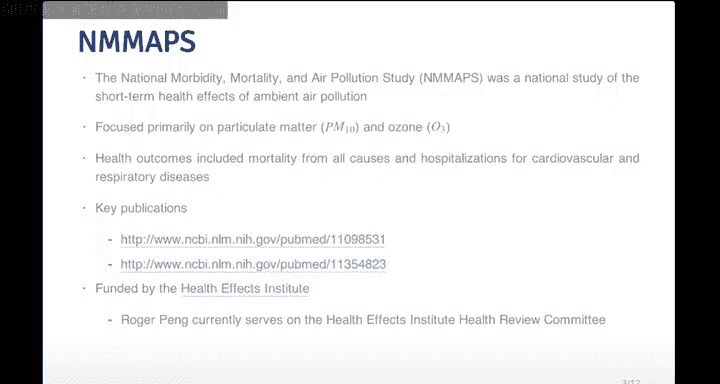 NMMAPS
· The National Morbidity, Mortality, and Air Pollution Study (NMMAPS) was a national study of the
short-term health effects of ambient air pollution
· Focused primarily on particulate matter (PM10) and ozone (O3)
· Health outcomes included mortality from all causes and hospitalizations for cardiovascular and
respiratory diseases
· Key publications
- http://www.ncbi.nlm.nih.gov/pubmed/11098531
- http://www.ncbi.nlm.nih.gov/pubmed/11354823
· Funded by the Health Effects Institute
- Roger Peng currently serves on the Health Effects Institute Health Review Committee